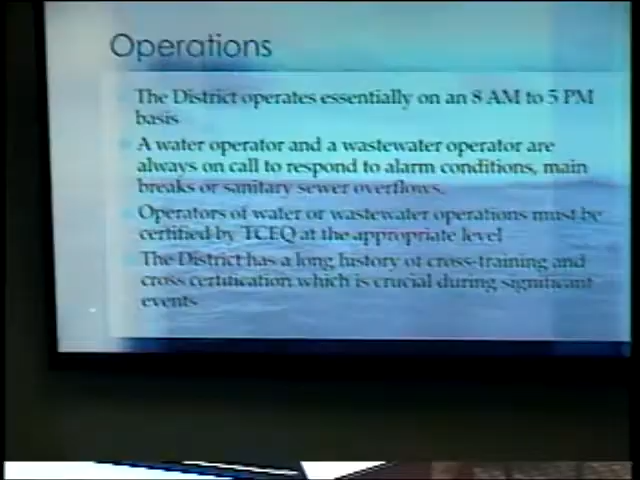 Operations
The District operates essentially on an 8 AM to 5 PM
basis
A water operator and a wastewater operator are
always on call to respond to alarm conditions, main
breaks or sanitary sewer overflows.
Operators of water or wastewater operations must be
certified by TCEQ at the appropriate level
The District has a long history of cross-training and
cross certification which is crucial during significant
events